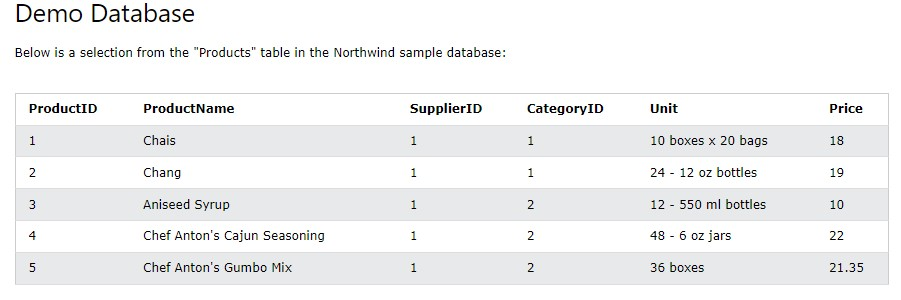 Demo Database
Below is a selection from the "Products" table in the Northwind sample database:
ProductID ProductName SupplierID CategoryID Unit Price
1 Chais 1 1 10 boxes x 20 bags 18
2 Chang 1 1 24 - 12 oz bottles 19
3 Aniseed Syrup 1 2 12 - 550 ml bottles 10
4 Chef Anton's Cajun Seasoning 1 2 48 - 6 oz jars 22
5 Chef Anton's Gumbo Mix 1 2 36 boxes 21.35